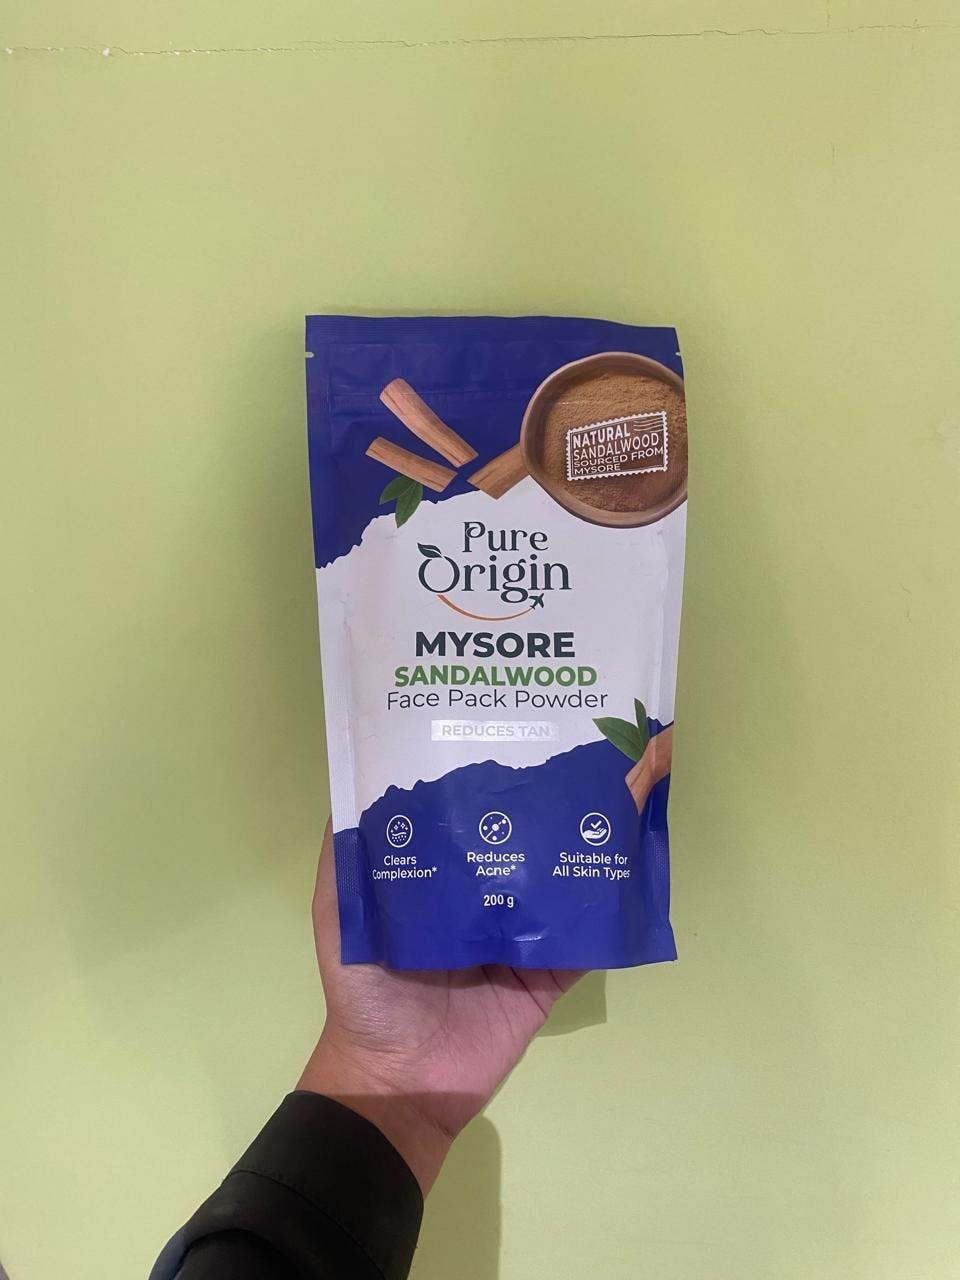 NATURAL
SANDALWOOD
SOURCED FROM
MYSORE
Pure
Origin
MYSORE
SANDALWOOD
Face Pack Powder
REDUCES TAN
Clears
Complexion*
Reduces
Acne*
Suitable for
All Skin Types
200 g